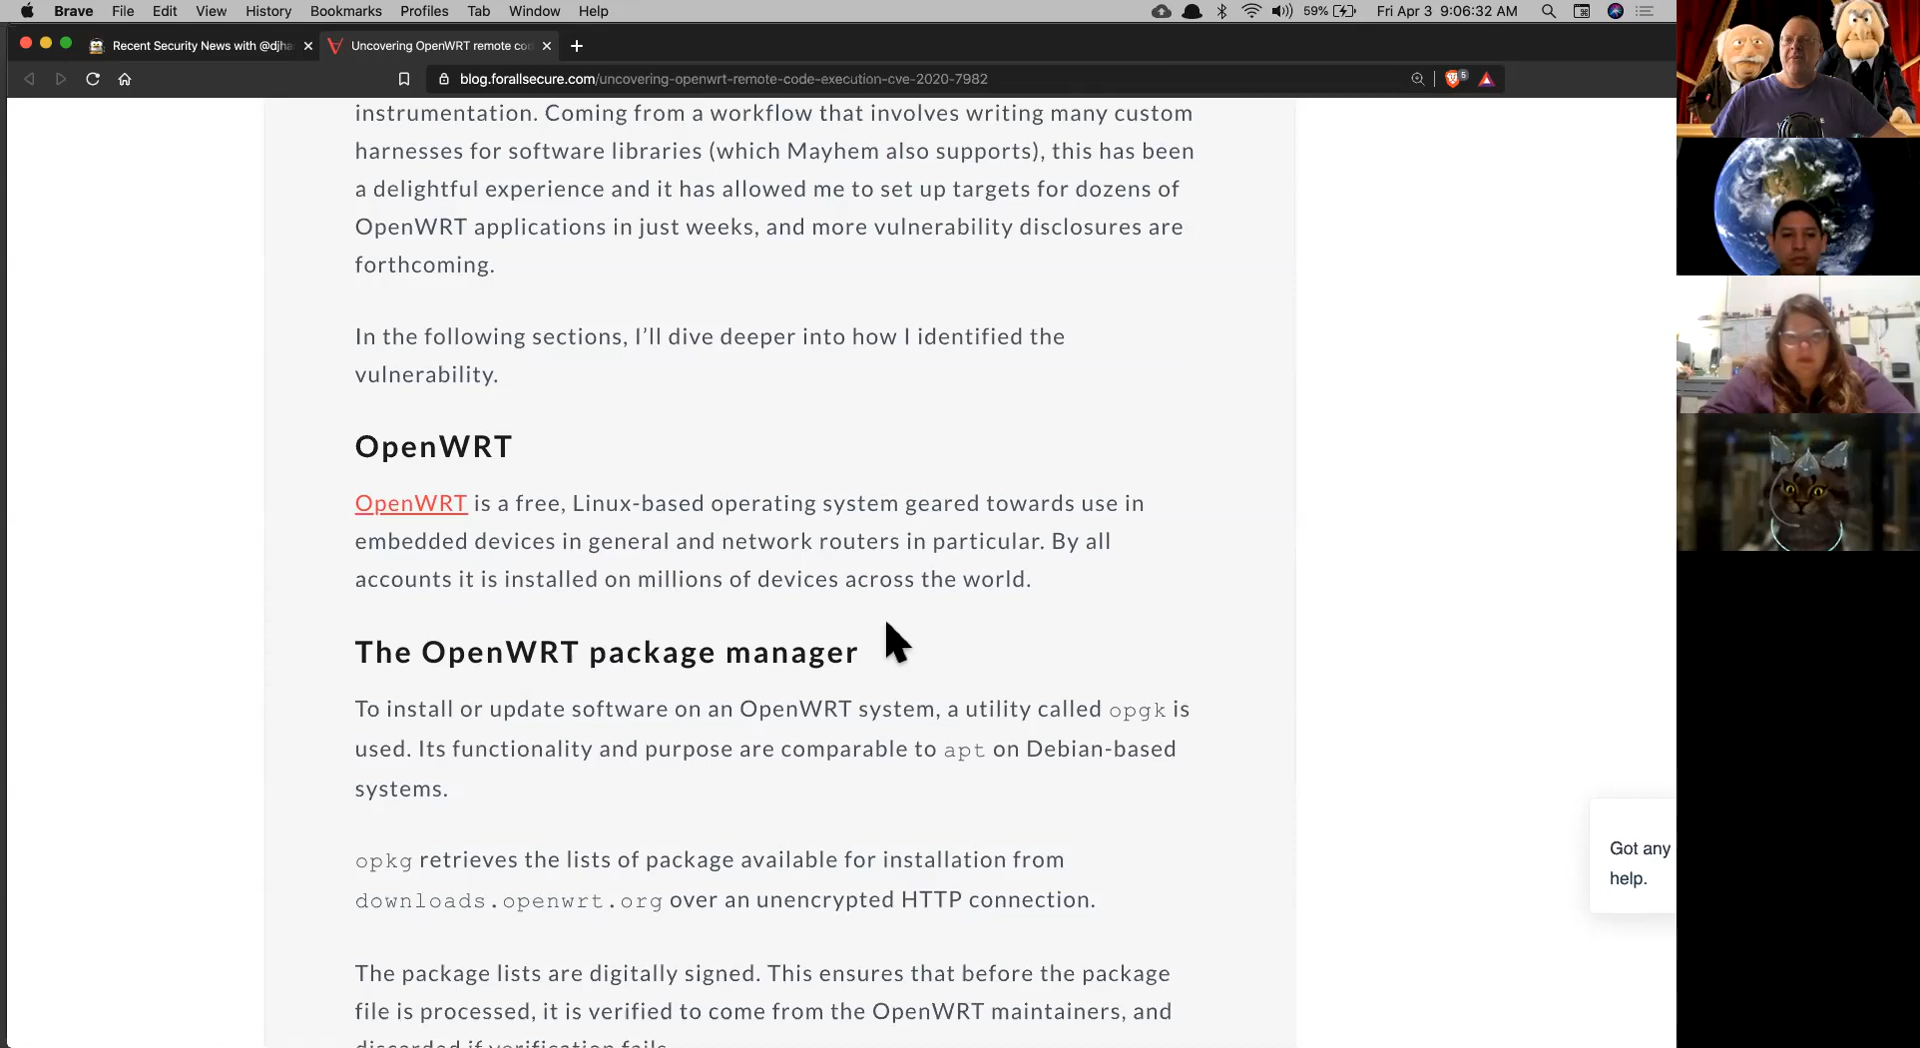 Brave File Edit View History Bookmarks Profiles Tab Window Help 59% Fri Apr 3 9:06:32 AM
Recent Security News with @djha Uncovering OpenWRT remote co
blog.forallsecure.com/uncovering-openwrt-remote-code-execution-cve-2020-7982 5
instrumentation. Coming from a workflow that involves writing many custom
harnesses for software libraries (which Mayhem also supports), this has been
a delightful experience and it has allowed me to set up targets for dozens of
OpenWRT applications in just weeks, and more vulnerability disclosures are
forthcoming.
In the following sections, I’ll dive deeper into how I identified the
vulnerability.
OpenWRT
OpenWRT is a free, Linux-based operating system geared towards use in
embedded devices in general and network routers in particular. By all
accounts it is installed on millions of devices across the world.
The OpenWRT package manager
To install or update software on an OpenWRT system, a utility called opgk is
used. Its functionality and purpose are comparable to apt on Debian-based
systems.
opkg retrieves the lists of package available for installation from
downloads.openwrt.org over an unencrypted HTTP connection.
The package lists are digitally signed. This ensures that before the package
file is processed, it is verified to come from the OpenWRT maintainers, and
discarded if verification fails.
Got any
help.